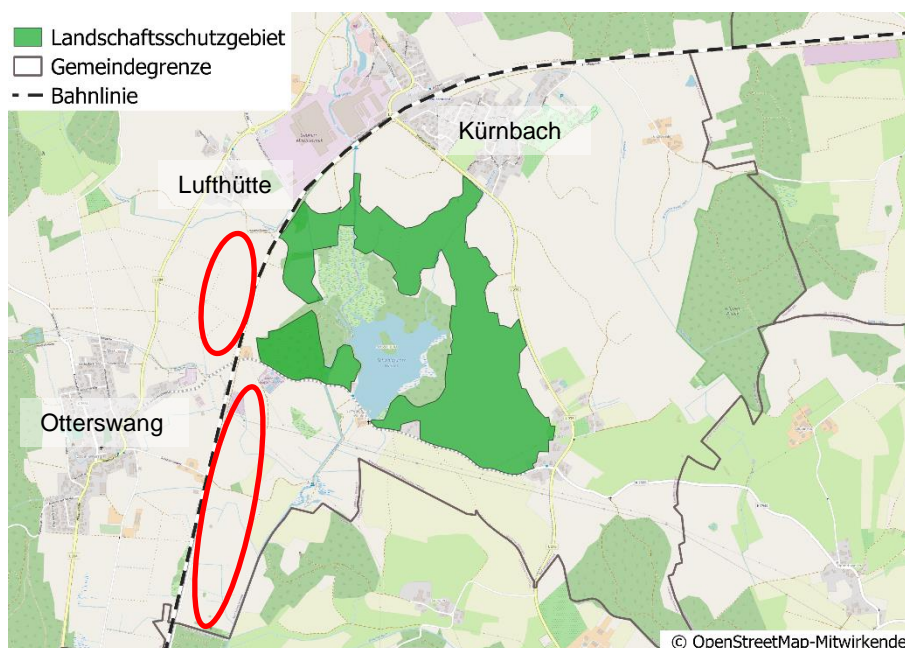 Landschaftsschutzgebiet
Gemeindegrenze
Bahnlinie
Kürnbach
Lufthütte
Otterswang
© OpenStreetMap-Mitwirkende